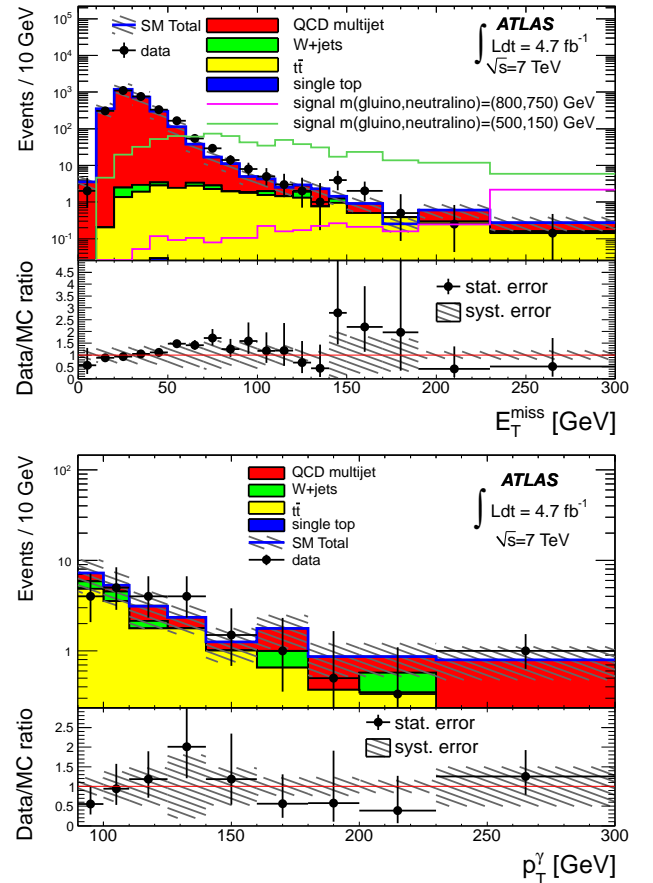 Events / 10 GeV
10^5
10^4
10^3
10^2
10
1
10^-1
SM Total
data
QCD multijet
W+jets
tt̄
single top
signal m(gluino,neutralino)=(800,750) GeV
signal m(gluino,neutralino)=(500,150) GeV
ATLAS
∫ Ldt = 4.7 fb^-1
√s=7 TeV
Data/MC ratio
4.5
4
3.5
3
2.5
2
1.5
1
0.5
0
stat. error
syst. error
0 50 100 150 200 250 300
E_T^miss [GeV]
Events / 10 GeV
10^2
10
1
QCD multijet
W+jets
tt̄
single top
SM Total
data
ATLAS
∫ Ldt = 4.7 fb^-1
√s=7 TeV
Data/MC ratio
2.5
2
1.5
1
0.5
0
stat. error
syst. error
100 150 200 250 300
p_T^γ [GeV]